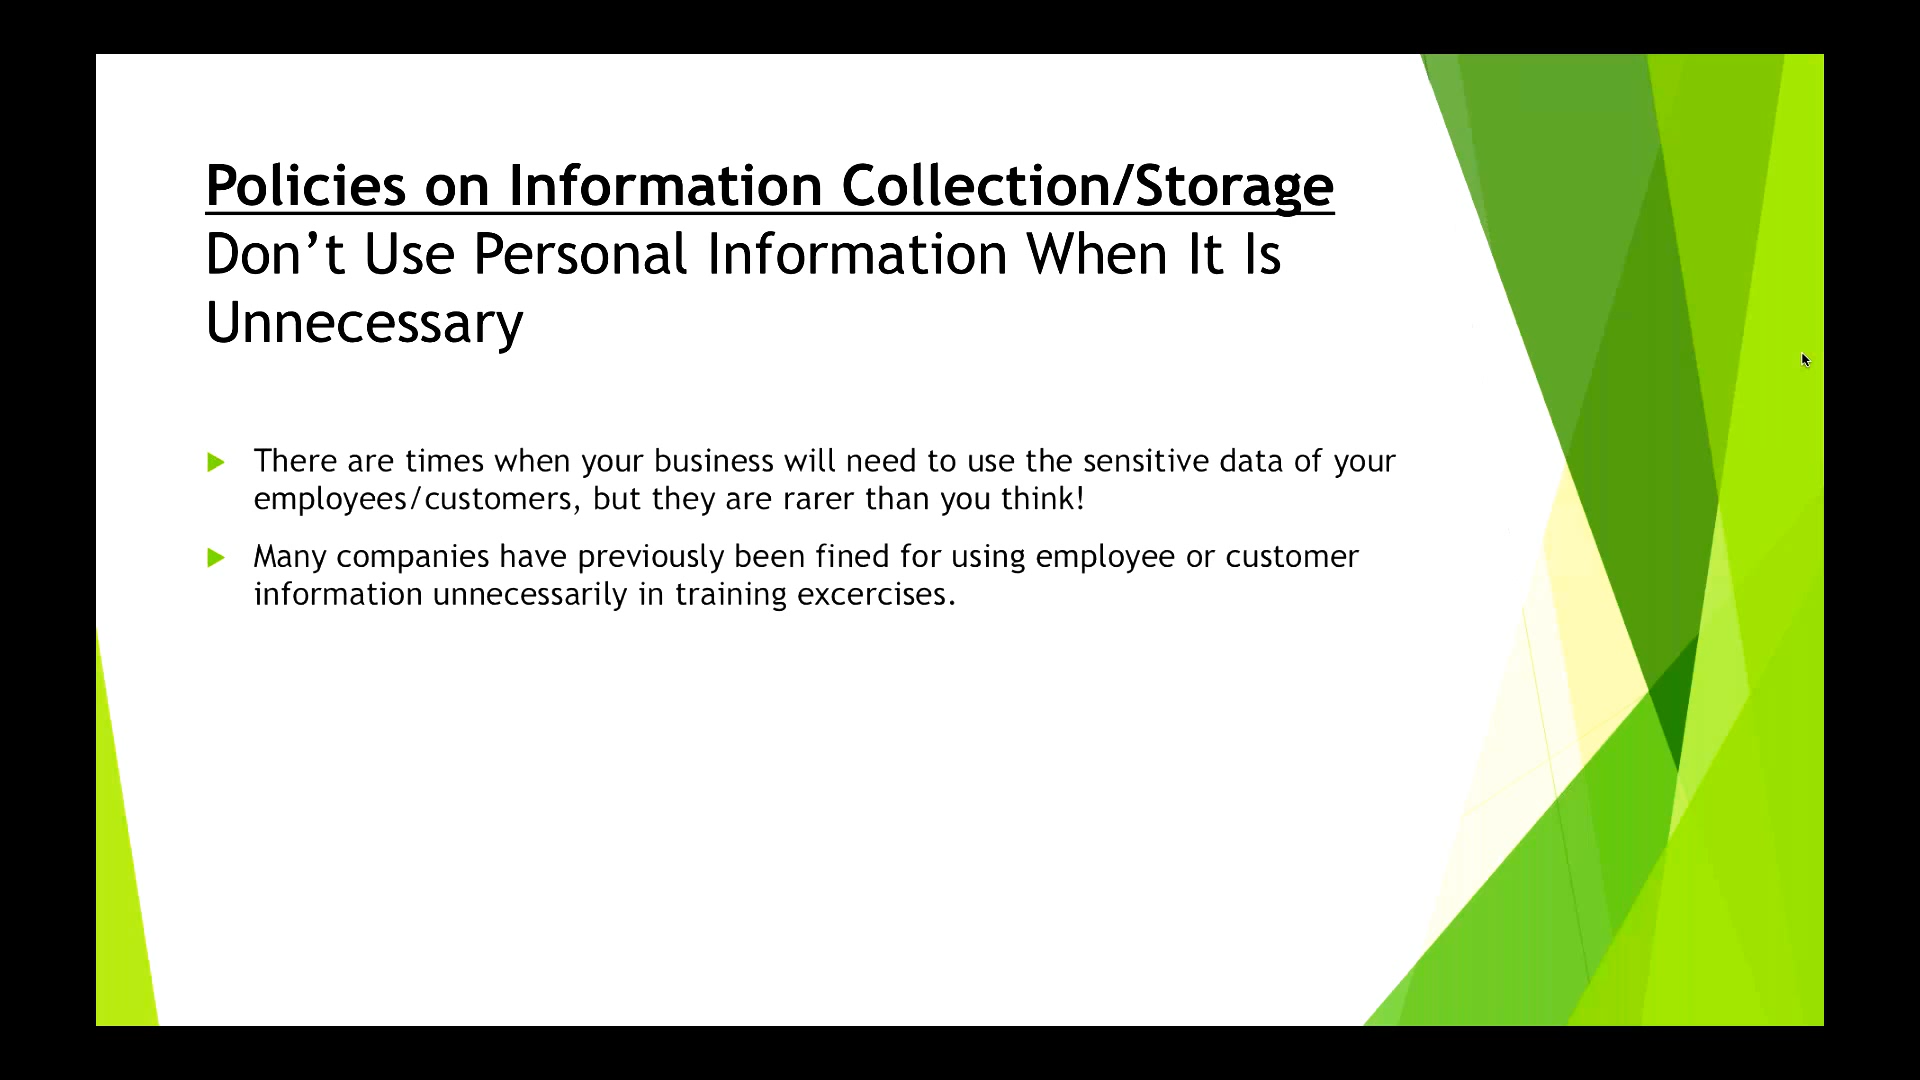 Policies on Information Collection/Storage
Don’t Use Personal Information When It Is
Unnecessary
There are times when your business will need to use the sensitive data of your
employees/customers, but they are rarer than you think!
Many companies have previously been fined for using employee or customer
information unnecessarily in training excercises.